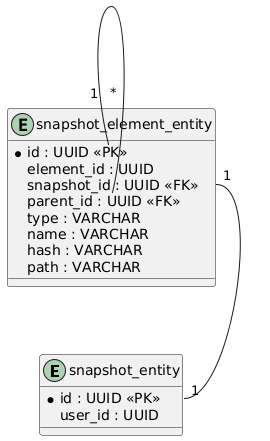 1 *
E snapshot_element_entity
id : UUID «PK»
element_id : UUID
snapshot_id : UUID «FK»
parent_id : UUID «FK»
type : VARCHAR
name : VARCHAR
hash : VARCHAR
path : VARCHAR
1
1
E snapshot_entity
id : UUID «PK»
user_id : UUID